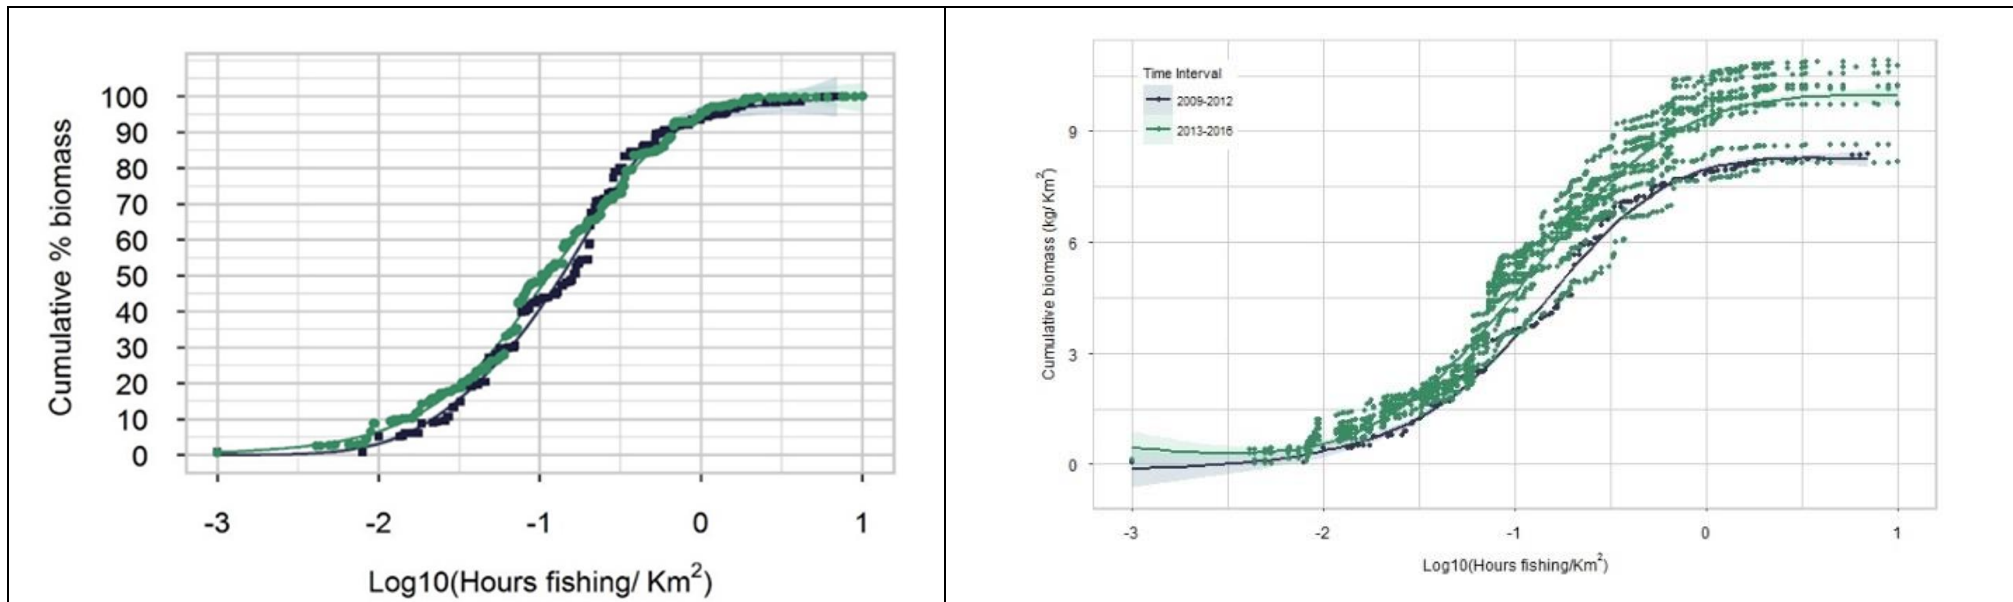 100
90
80
70
60
50
40
30
20
10
0
Cumulative % biomass
-3 -2 -1 0 1
Log10(Hours fishing/ Km²)
Time Interval
2009-2012
2013-2016
9
6
3
0
Cumulative biomass (kg/ Km²)
-3 -2 -1 0 1
Log10(Hours fishing/Km²)